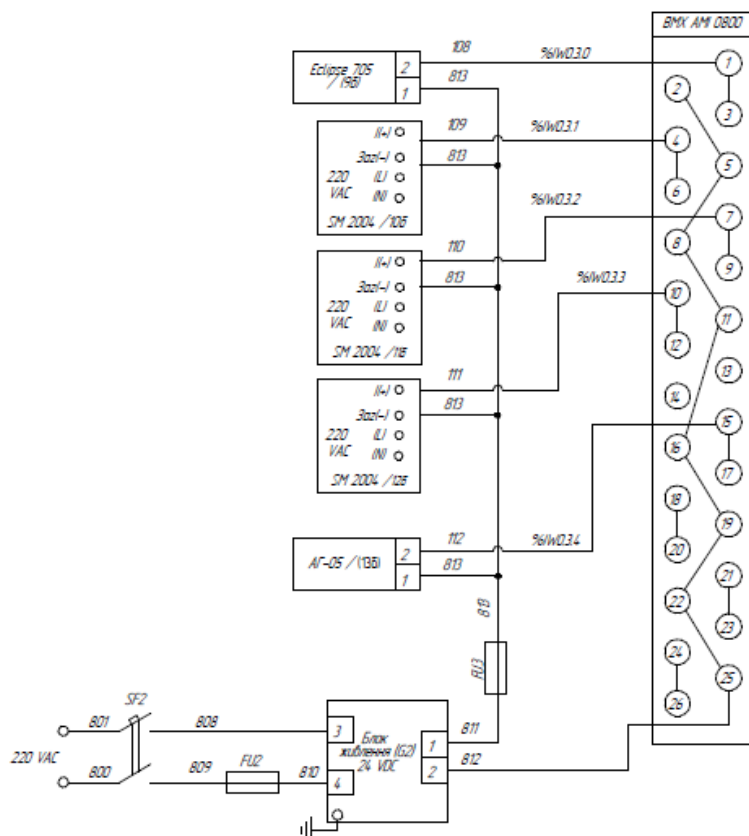 BMX AMI 0800
Eclipse 705
/ (9б)
2
1
108
813
%IW0.3.0
1
2
3
I(+)
Заг(-)
220
VAC
(L)
(N)
SM 2004 /10б
109
813
%IW0.3.1
4
5
6
%IW0.3.2
7
8
9
I(+)
Заг(-)
220
VAC
(L)
(N)
SM 2004 /11б
110
813
%IW0.3.3
10
11
12
I(+)
Заг(-)
220
VAC
(L)
(N)
SM 2004 /12б
111
813
13
14
15
16
17
АГ-05 / (13б)
2
1
112
813
%IW0.3.4
18
19
20
813
21
22
23
FU3
24
25
26
220 VAC
801
800
SF2
808
809
FU2
810
3
4
Блок
живлення (G2)
24 VDC
1
2
811
812